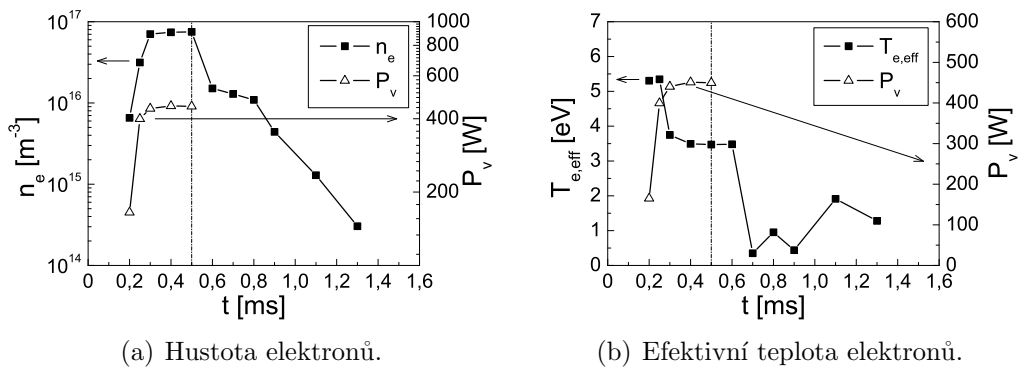 10^17
10^16
10^15
10^14
n_e [m^-3]
n_e
P_v
1000
900
800
700
600
500
400
200
P_v [W]
0 0,2 0,4 0,6 0,8 1,0 1,2 1,4 1,6
t [ms]
(a) Hustota elektronů.
7
6
5
4
3
2
1
0
T_e,eff [eV]
T_e,eff
P_v
600
500
400
300
200
100
0
P_v [W]
0 0,2 0,4 0,6 0,8 1,0 1,2 1,4 1,6
t [ms]
(b) Efektivní teplota elektronů.